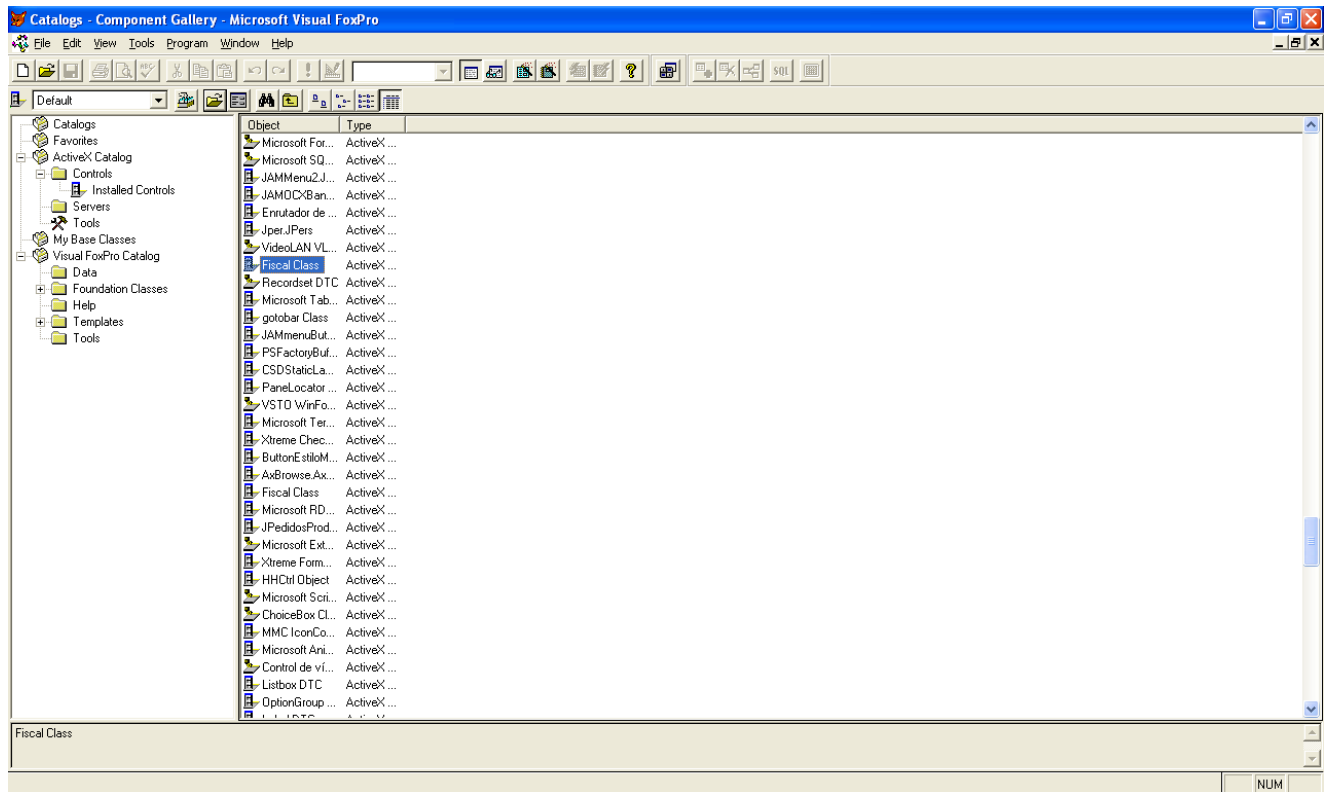 Catalogs - Component Gallery - Microsoft Visual FoxPro
File Edit View Tools Program Window Help
SQL
Default
Catalogs
Favorites
ActiveX Catalog
Controls
Installed Controls
Servers
Tools
My Base Classes
Visual FoxPro Catalog
Data
Foundation Classes
Help
Templates
Tools
Object Type
Microsoft For... ActiveX ...
Microsoft SQ... ActiveX ...
JAMMenu2.J... ActiveX ...
JAMOCXBan... ActiveX ...
Enrutador de ... ActiveX ...
Jper.JPers ActiveX ...
VideoLAN VL... ActiveX ...
Fiscal Class ActiveX ...
Recordset DTC ActiveX ...
Microsoft Tab... ActiveX ...
gotobar Class ActiveX ...
JAMmenuBut... ActiveX ...
PSFactoryBuf... ActiveX ...
CSDStaticLa... ActiveX ...
PaneLocator ... ActiveX ...
VSTO WinFo... ActiveX ...
Microsoft Ter... ActiveX ...
Xtreme Chec... ActiveX ...
ButtonEstiloM... ActiveX ...
AxBrowse.Ax... ActiveX ...
Fiscal Class ActiveX ...
Microsoft RD... ActiveX ...
JPedidosProd... ActiveX ...
Microsoft Ext... ActiveX ...
Xtreme Form... ActiveX ...
HHCtrl Object ActiveX ...
Microsoft Scri... ActiveX ...
ChoiceBox Cl... ActiveX ...
MMC IconCo... ActiveX ...
Microsoft Ani... ActiveX ...
Control de ví... ActiveX ...
Listbox DTC ActiveX ...
OptionGroup ... ActiveX ...
Fiscal Class
NUM